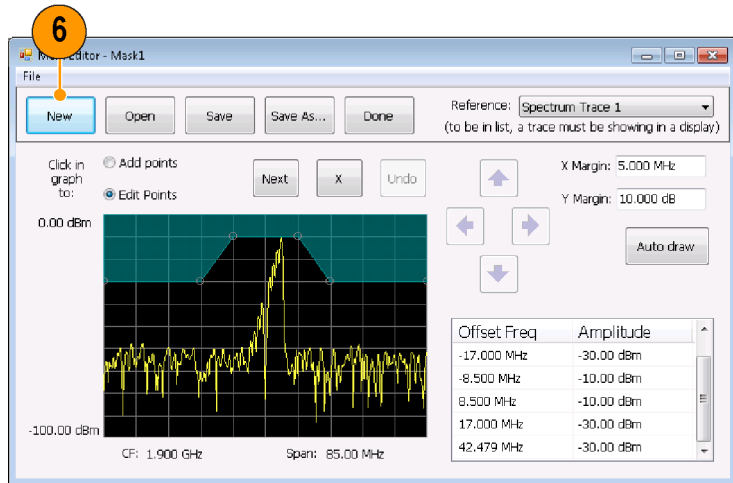 6
Editor - Mask1
File
New
Open
Save
Save As...
Done
Reference: Spectrum Trace 1
(to be in list, a trace must be showing in a display)
Click in
graph
to:
Add points
Edit Points
Next
X
Undo
X Margin: 5.000 MHz
Y Margin: 10.000 dB
Auto draw
0.00 dBm
-100.00 dBm
CF: 1.900 GHz
Span: 85.00 MHz
Offset Freq Amplitude
-17.000 MHz -30.00 dBm
-8.500 MHz -10.00 dBm
8.500 MHz -10.00 dBm
17.000 MHz -30.00 dBm
42.479 MHz -30.00 dBm